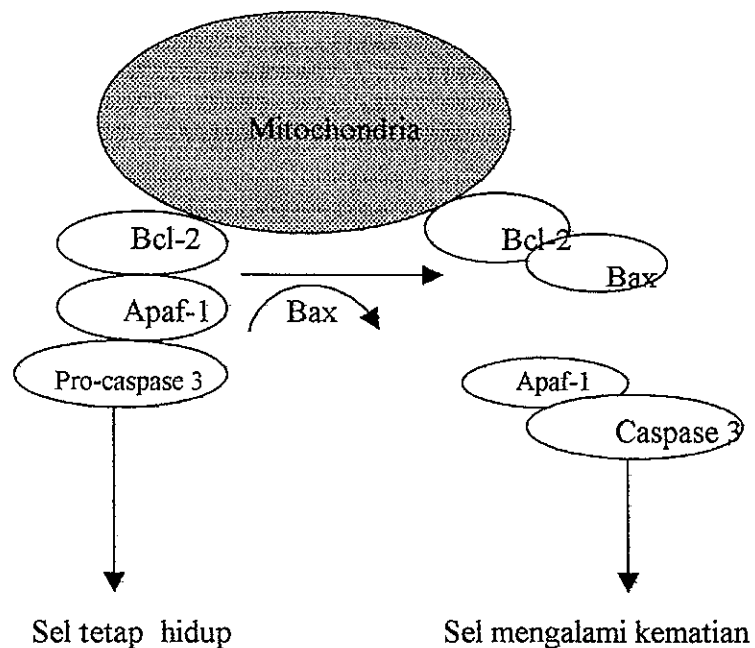 Mitochondria
Bcl-2
Apaf-1
Pro-caspase 3
Bax
Bcl-2
Bax
Apaf-1
Caspase 3
Sel tetap hidup
Sel mengalami kematian